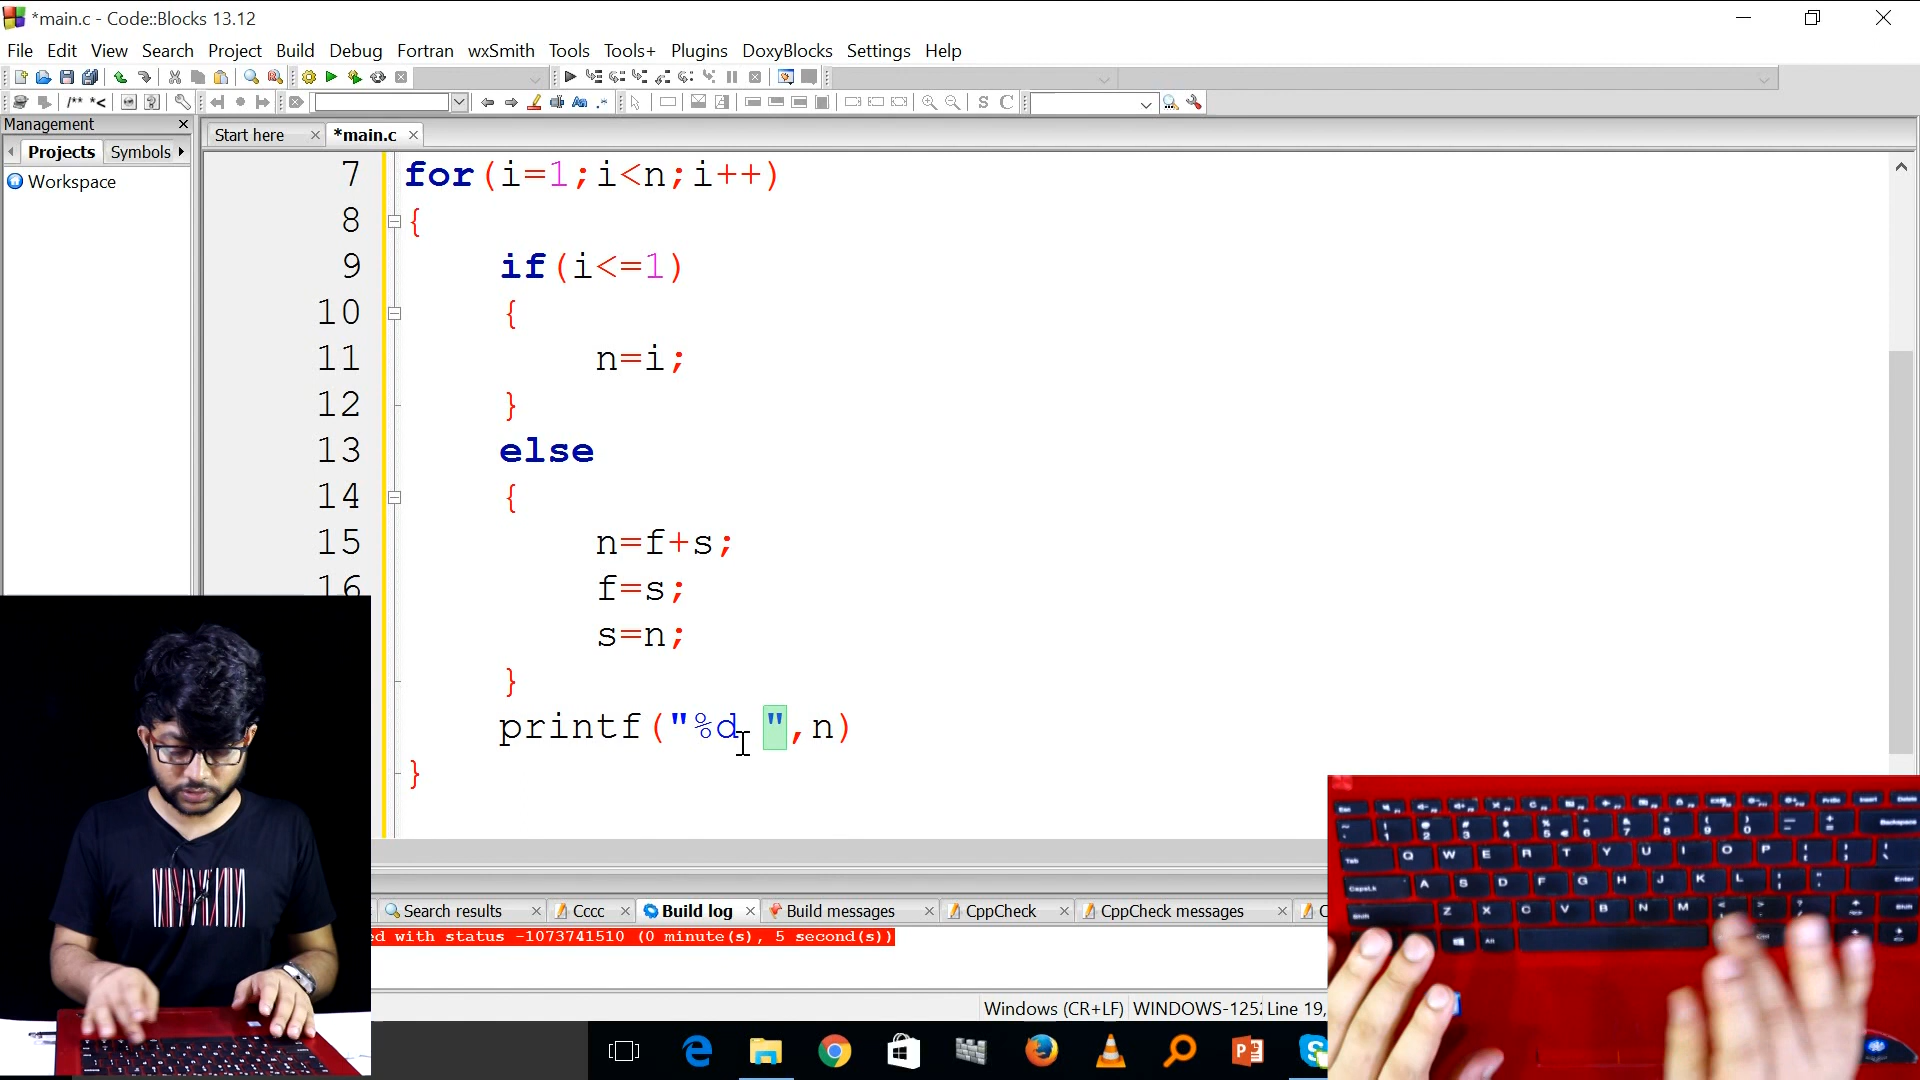 *main.c - Code::Blocks 13.12
File Edit View Search Project Build Debug Fortran wxSmith Tools Tools+ Plugins DoxyBlocks Settings Help
Management
Start here *main.c
Projects Symbols
Workspace
7 for(i=1;i<n;i++)
8 {
9 if(i<=1)
10 {
11 n=i;
12 }
13 else
14 {
15 n=f+s;
16 f=s;
s=n;
}
printf("%d ",n)
}
Search results Cccc Build log Build messages CppCheck CppCheck messages
d with status -1073741510 (0 minute(s), 5 second(s))
Windows (CR+LF) WINDOWS-1252 Line 19,
Q W E R T Y U I O P
A S D F G H J K L
Z X C V B N M